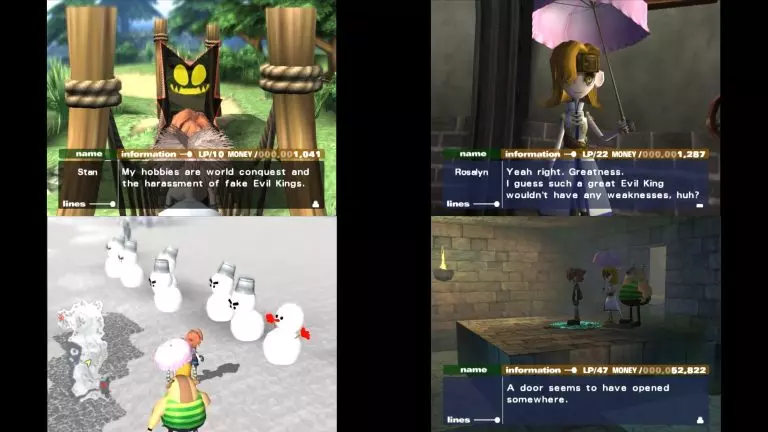 name information LP/10 MONEY/000,001,041
Stan
My hobbies are world conquest and
the harassment of fake Evil Kings.
lines
name information LP/22 MONEY/000,001,287
Rosalyn
Yeah right. Greatness.
I guess such a great Evil King
wouldn't have any weaknesses, huh?
lines
name information LP/47 MONEY/000,052,822
A door seems to have opened
somewhere.
lines